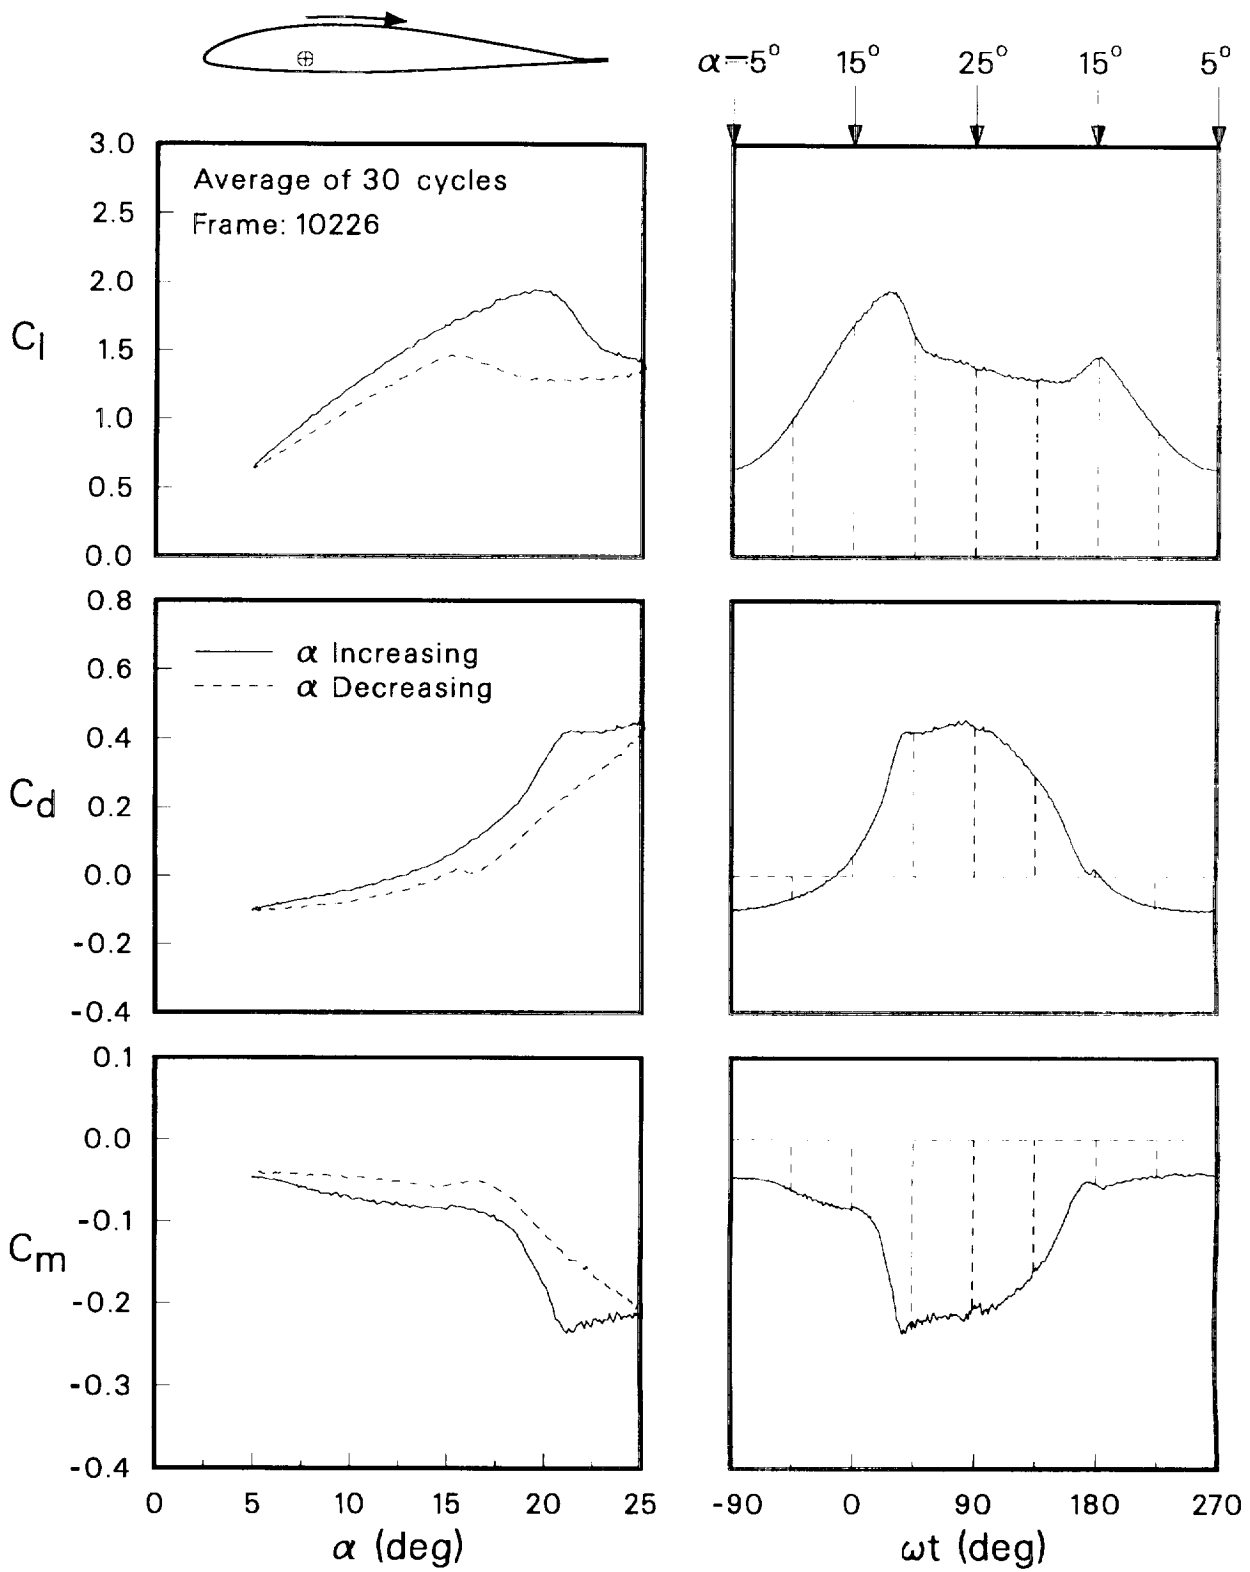 α=5° 15° 25° 15° 5°
3.0
Average of 30 cycles
2.5
Frame: 10226
2.0
C_l
1.5
1.0
0.5
0.0
0.8
α Increasing
0.6
α Decreasing
0.4
C_d
0.2
0.0
-0.2
-0.4
0.1
0.0
-0.1
C_m
-0.2
-0.3
-0.4
0 5 10 15 20 25
α (deg)
-90 0 90 180 270
ωt (deg)